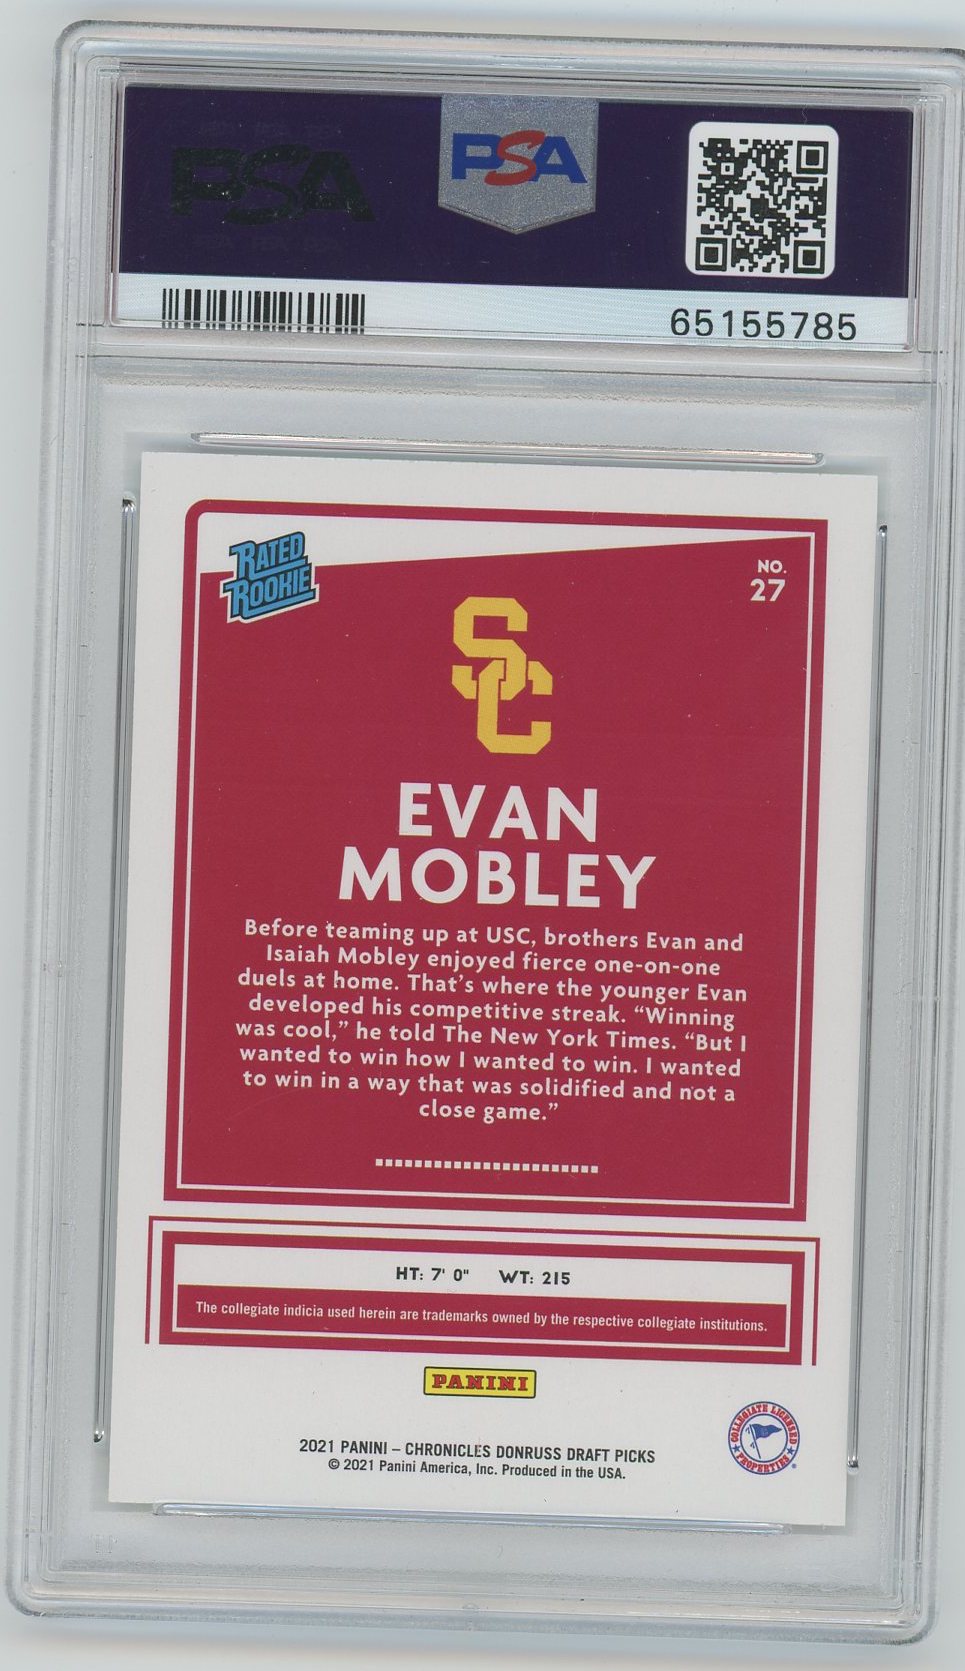 PSA
PSA
65155785
RATED
ROOKIE
NO.
27
SC
EVAN
MOBLEY
Before teaming up at USC, brothers Evan and
Isaiah Mobley enjoyed fierce one-on-one
duels at home. That’s where the younger Evan
developed his competitive streak. “Winning
was cool,” he told The New York Times. “But I
wanted to win how I wanted to win. I wanted
to win in a way that was solidified and not a
close game.”
HT: 7' 0" WT: 215
The collegiate indicia used herein are trademarks owned by the respective collegiate institutions.
PANINI
COLLEGIATE LICENSED
PROPERTIES
2021 PANINI – CHRONICLES DONRUSS DRAFT PICKS
© 2021 Panini America, Inc. Produced in the USA.